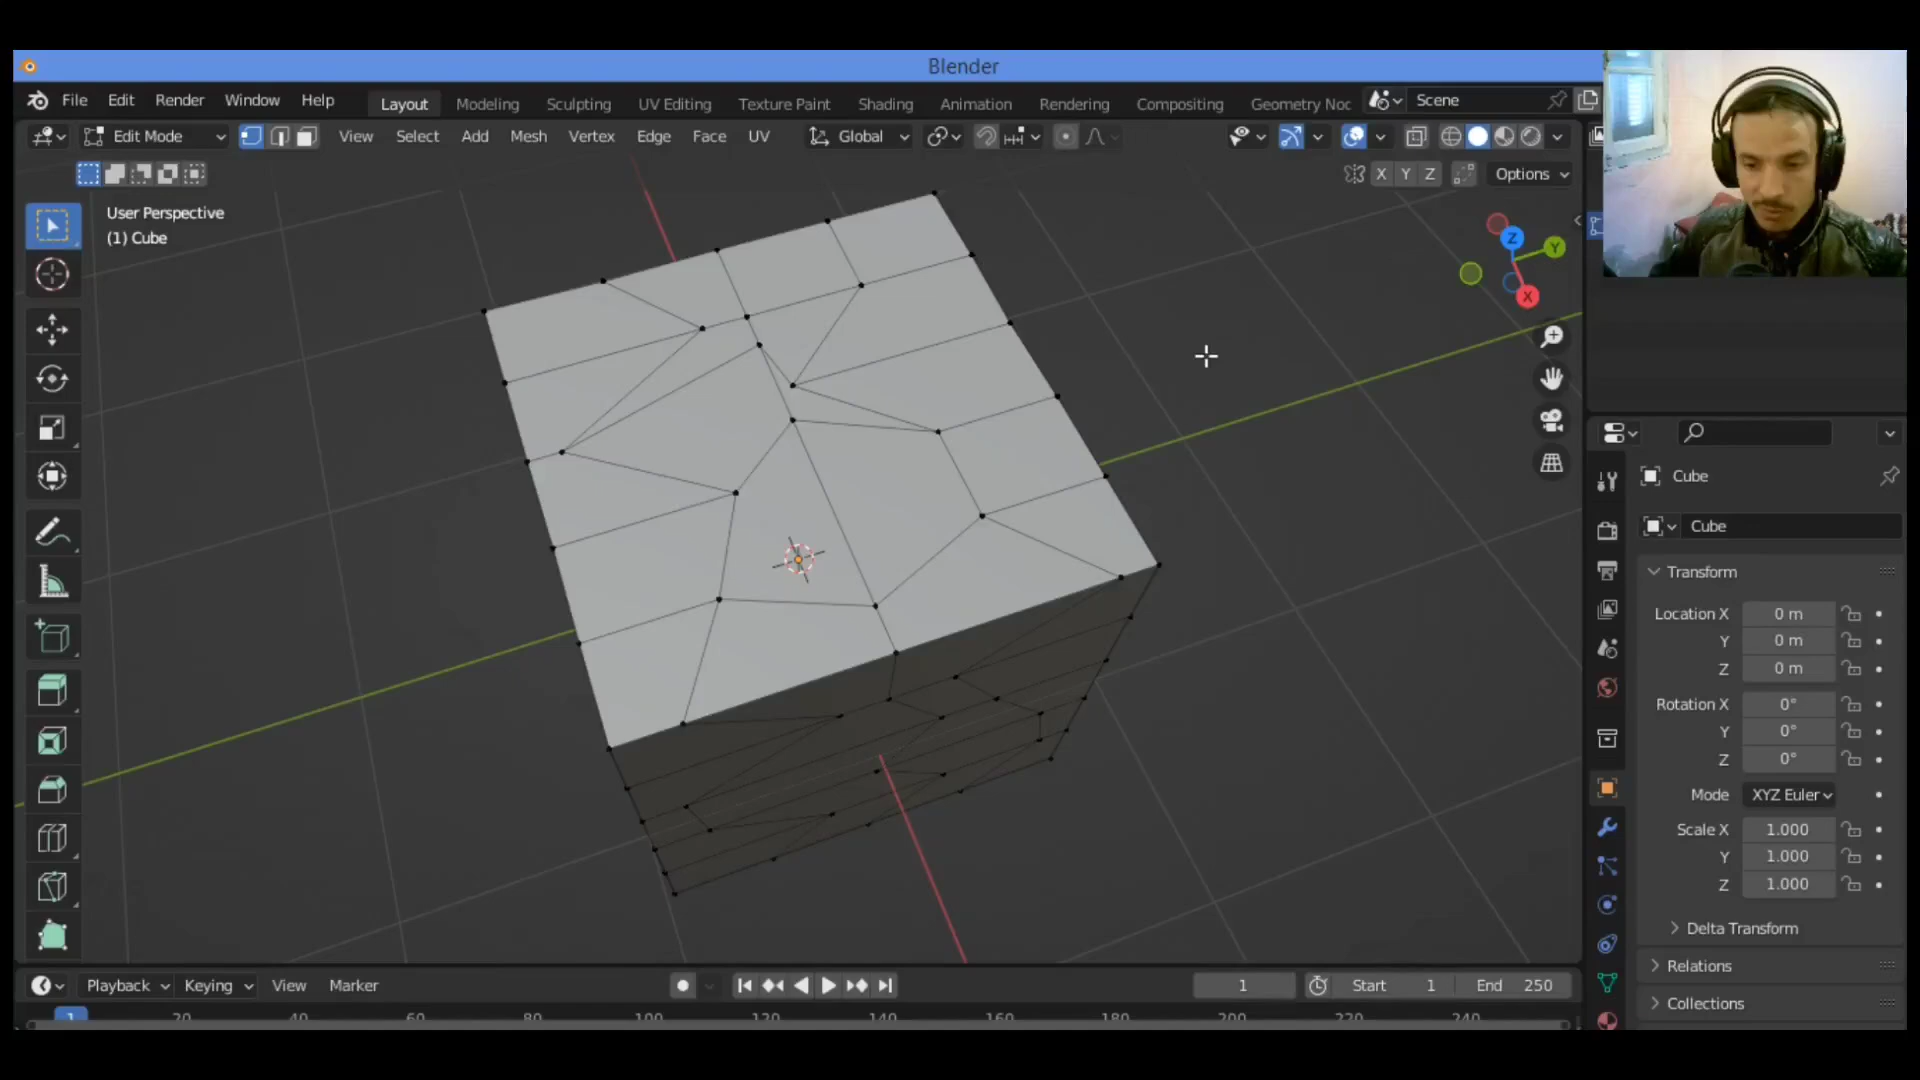 Blender
File Edit Render Window Help Layout Modeling Sculpting UV Editing Texture Paint Shading Animation Rendering Compositing Geometry Noc Scene
Edit Mode View Select Add Mesh Vertex Edge Face UV Global
X Y Z Options
User Perspective
(1) Cube
Z Y X
Cube
Cube
Transform
Location X 0 m
Y 0 m
Z 0 m
Rotation X 0°
Y 0°
Z 0°
Mode XYZ Euler
Scale X 1.000
Y 1.000
Z 1.000
Delta Transform
Relations
Collections
Playback Keying View Marker 1 Start 1 End 250
1 20 40 60 80 100 120 140 160 180 200 220 240